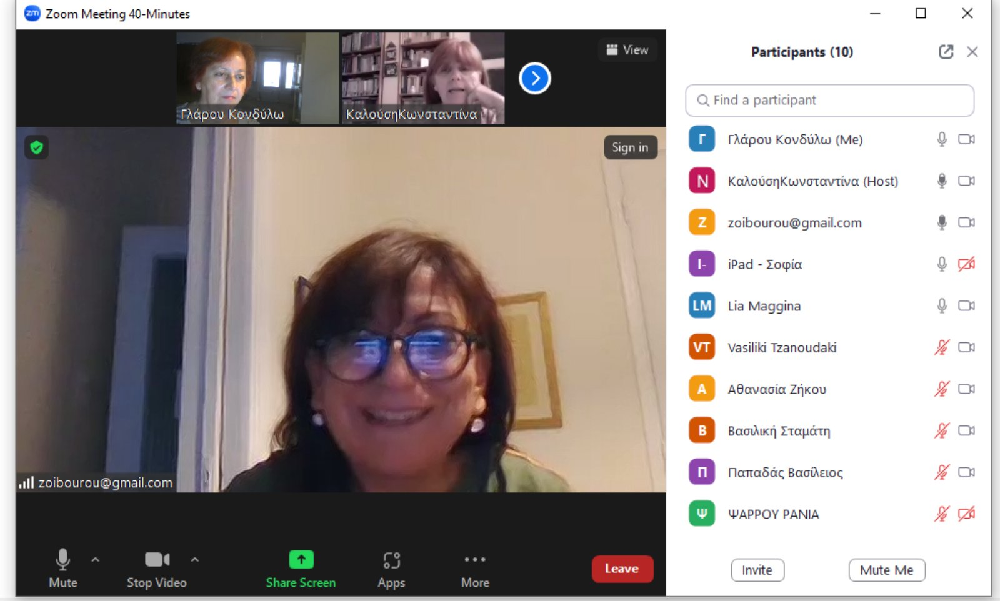 zm Zoom Meeting 40-Minutes
Γλάρου Κονδύλω
ΚαλούσηΚωνσταντίνα
View
Sign in
zoibourou@gmail.com
Mute
Stop Video
Share Screen
Apps
More
Leave
Participants (10)
Find a participant
Γ Γλάρου Κονδύλω (Me)
N ΚαλούσηΚωνσταντίνα (Host)
Z zoibourou@gmail.com
I- iPad - Σοφία
LM Lia Maggina
VT Vasiliki Tzanoudaki
Α Αθανασία Ζήκου
Β Βασιλική Σταμάτη
Π Παπαδάς Βασίλειος
Ψ ΨΑΡΡΟΥ ΡΑΝΙΑ
Invite
Mute Me